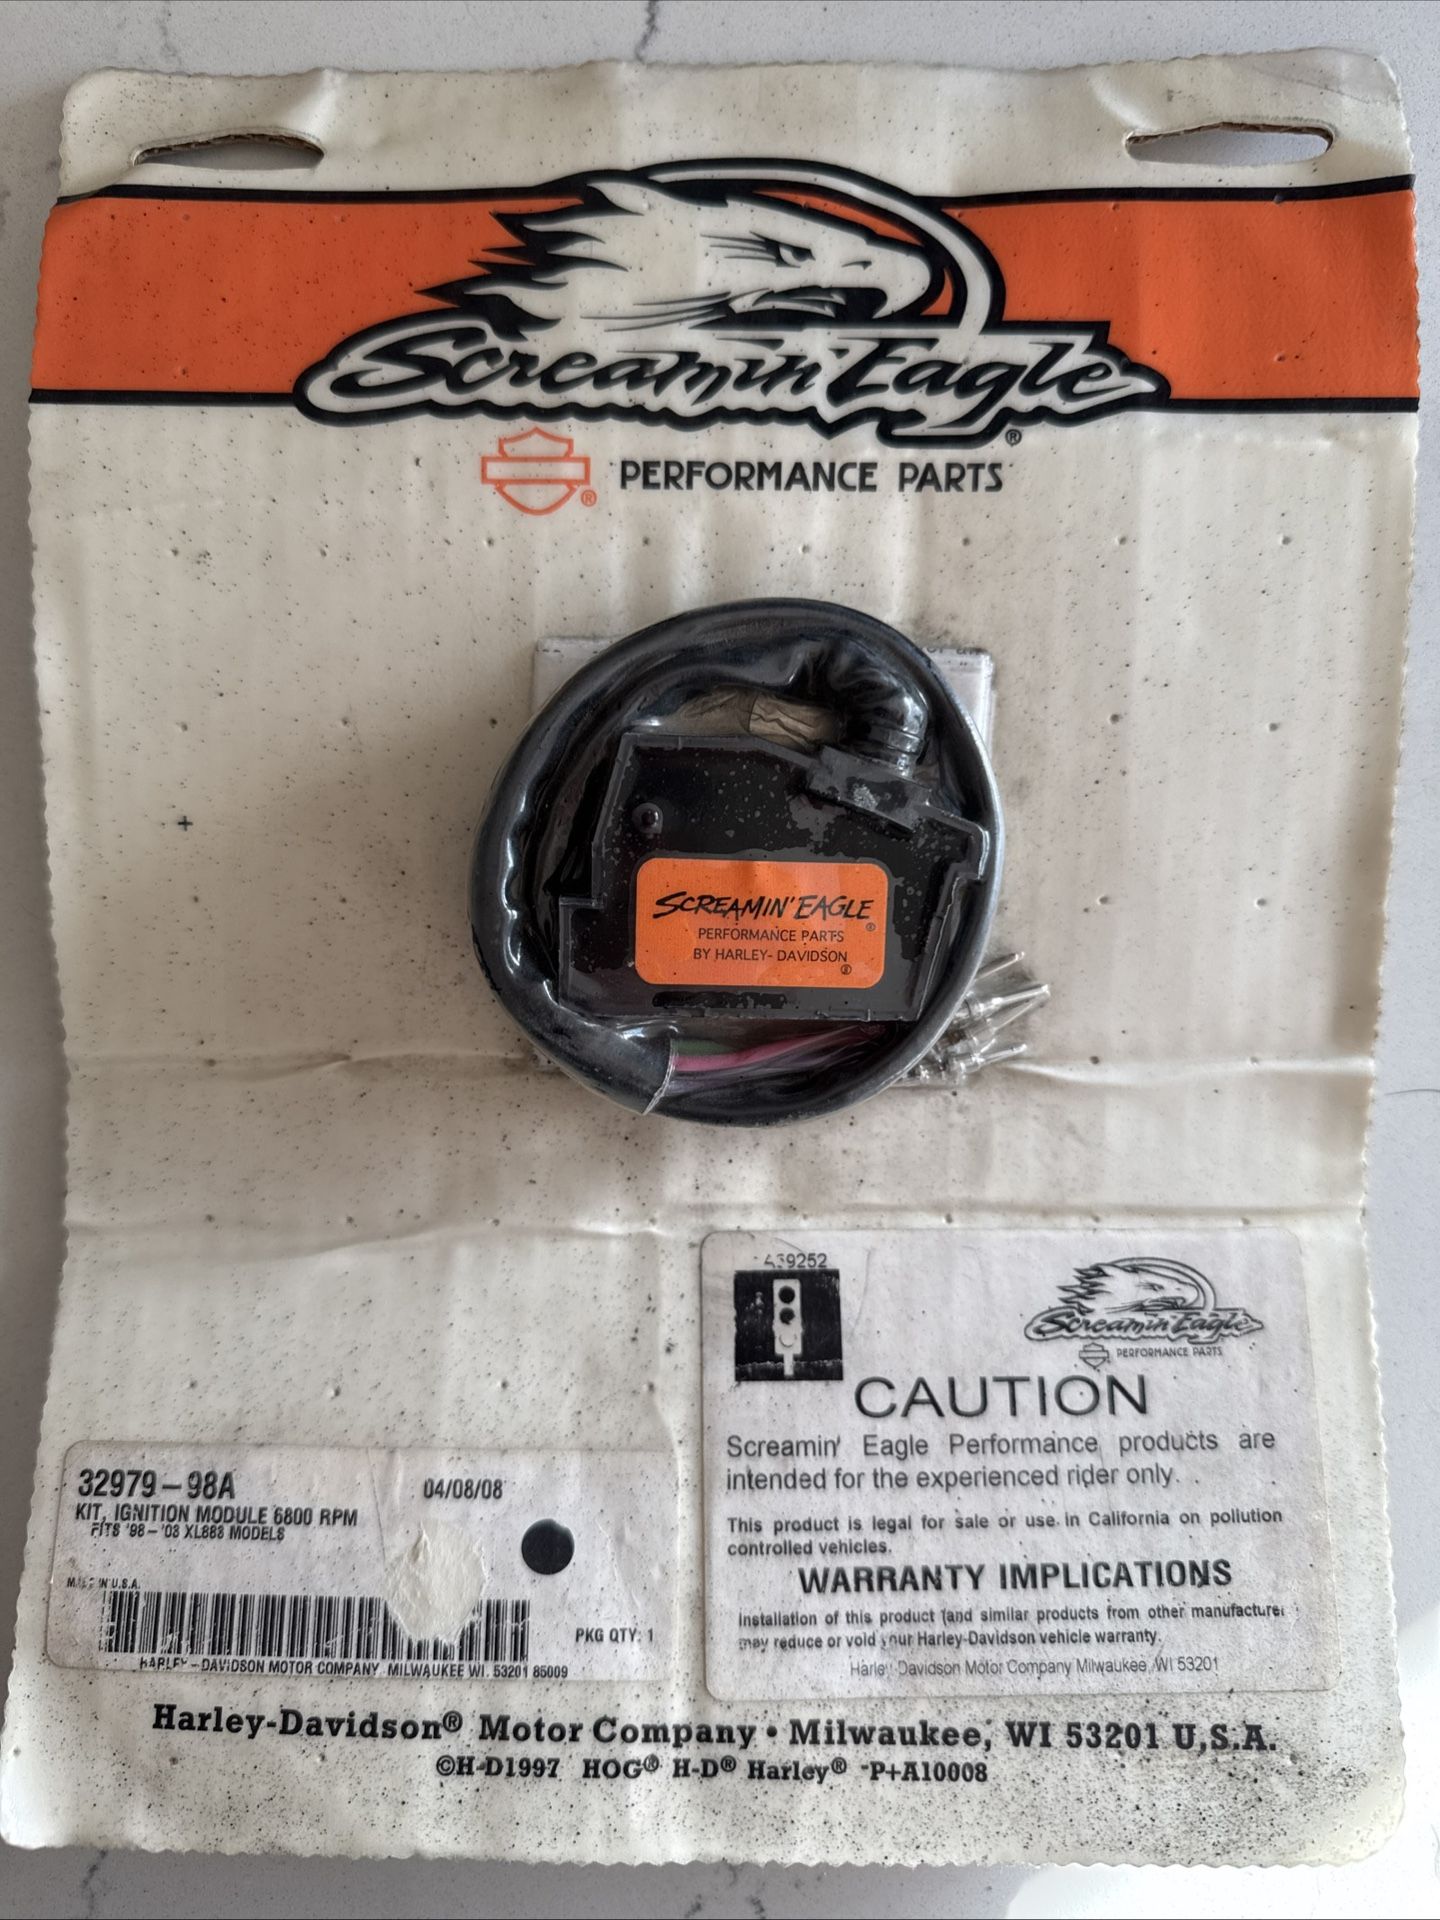 Screamin' Eagle®
® PERFORMANCE PARTS
SCREAMIN' EAGLE®
PERFORMANCE PARTS
BY HARLEY-DAVIDSON
®
439252
Screamin' Eagle
PERFORMANCE PARTS
CAUTION
Screamin' Eagle Performance products are
intended for the experienced rider only.
This product is legal for sale or use in California on pollution
controlled vehicles.
WARRANTY IMPLICATIONS
Installation of this product (and similar products from other manufacturer
may reduce or void your Harley-Davidson vehicle warranty.
Harley Davidson Motor Company Milwaukee, WI 53201
32979-98A 04/08/08
KIT, IGNITION MODULE 6800 RPM
FITS '98-'03 XL883 MODELS
MADE IN U.S.A.
PKG QTY: 1
HARLEY-DAVIDSON MOTOR COMPANY MILWAUKEE WI. 53201 85009
Harley-Davidson® Motor Company • Milwaukee, WI 53201 U.S.A.
©H-D1997 HOG® H-D® Harley® P+A10008